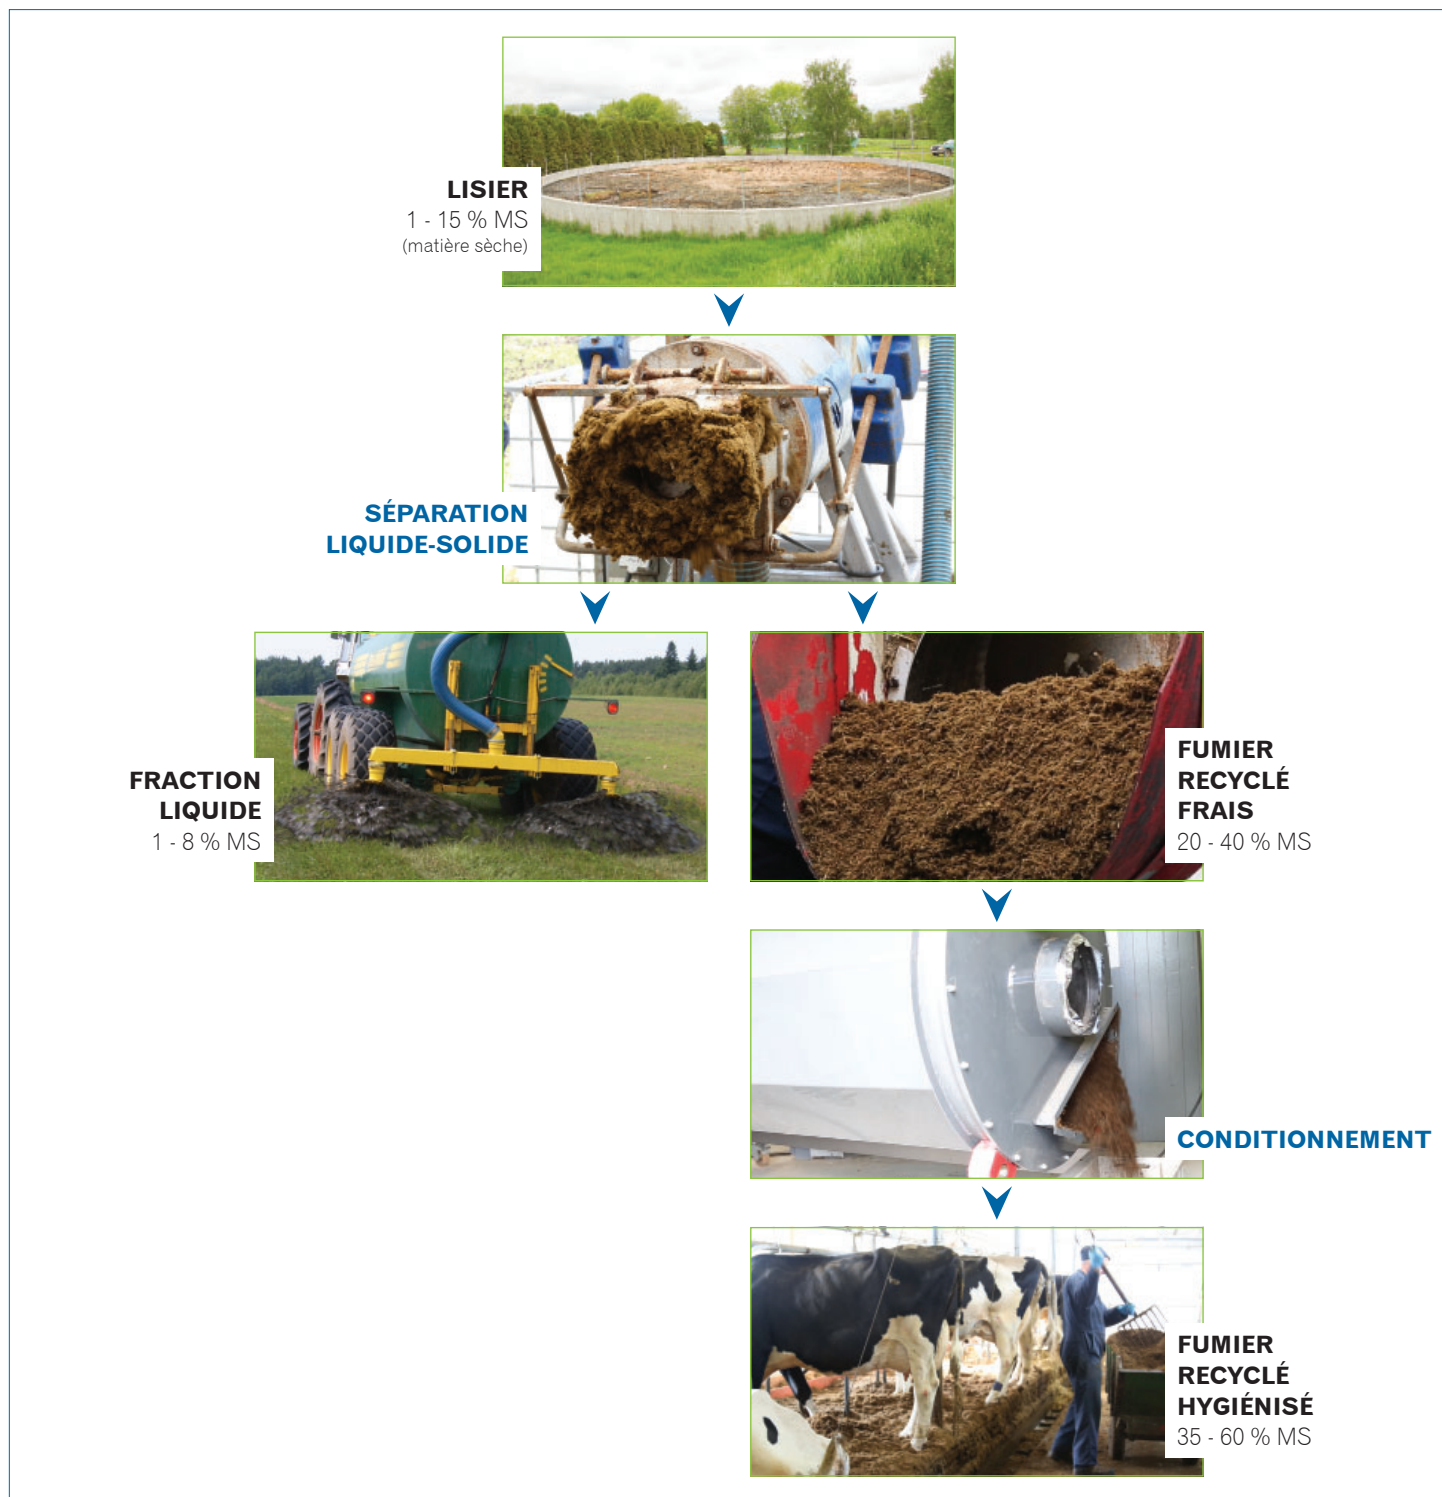 LISIER
1 - 15 % MS
(matière sèche)
SÉPARATION
LIQUIDE-SOLIDE
FRACTION
LIQUIDE
1 - 8 % MS
FUMIER
RECYCLÉ
FRAIS
20 - 40 % MS
CONDITIONNEMENT
FUMIER
RECYCLÉ
HYGIÉNISÉ
35 - 60 % MS